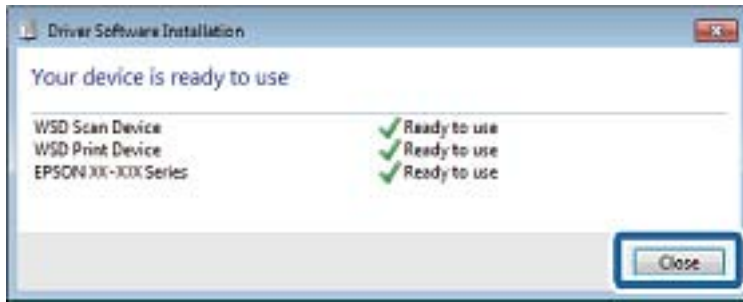 Driver Software Installation
Your device is ready to use
WSD Scan Device Ready to use
WSD Print Device Ready to use
EPSON XX-XXX Series Ready to use
Close